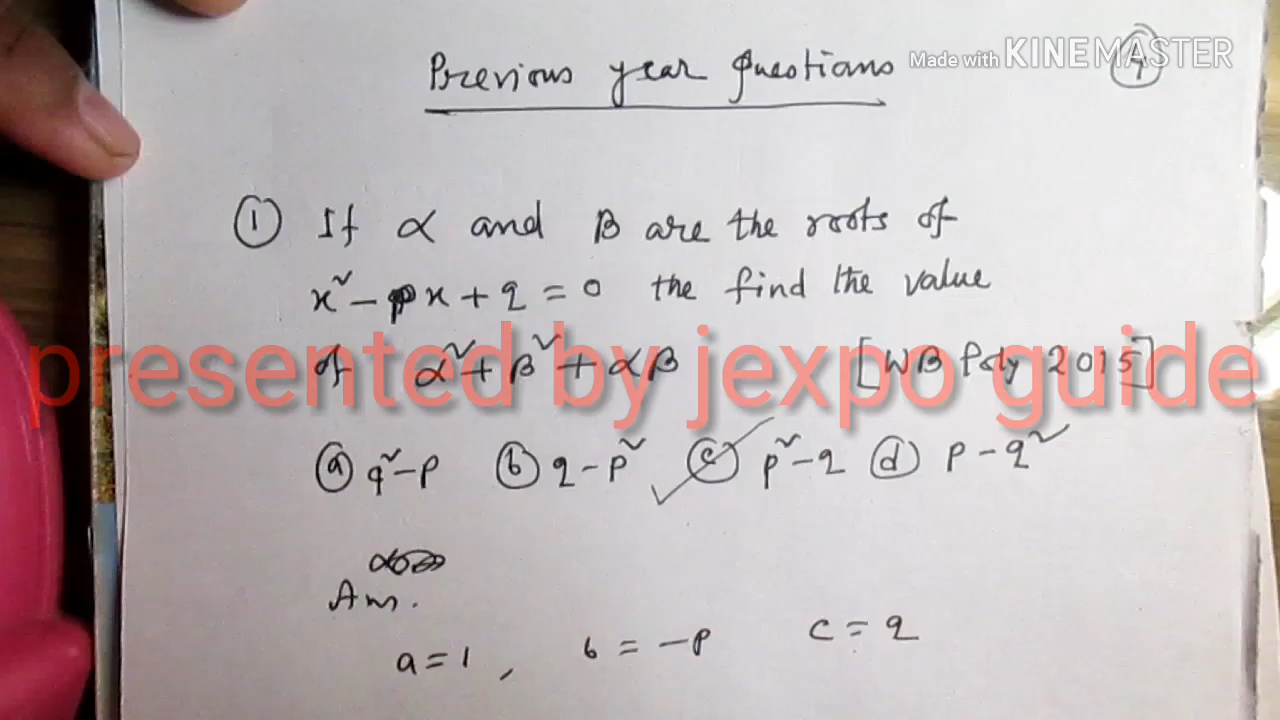 Made with KINEMASTER
Previous year Questions
4
① If α and β are the roots of
x² - px + q = 0 the find the value
of α² + β² + αβ [WB Poly 2015]
presented by jexpo guide
ⓐ q² - p ⓑ q - p² ⓒ p² - q ⓓ p - q²
Ans.
a = 1 , b = -p c = q